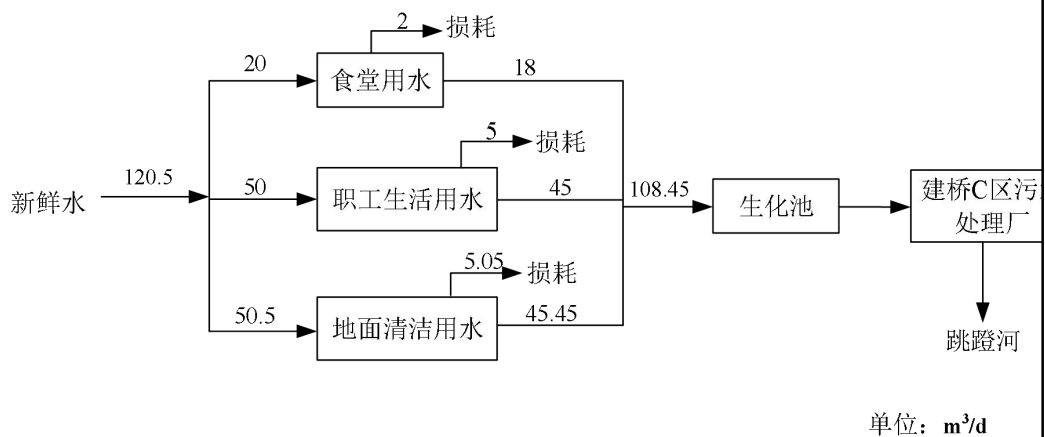 2 损耗
20 食堂用水 18
5 损耗
新鲜水 120.5 50 职工生活用水 45 108.45 生化池 建桥C区污
处理厂
5.05 损耗
50.5 地面清洁用水 45.45
跳蹬河
单位：m³/d